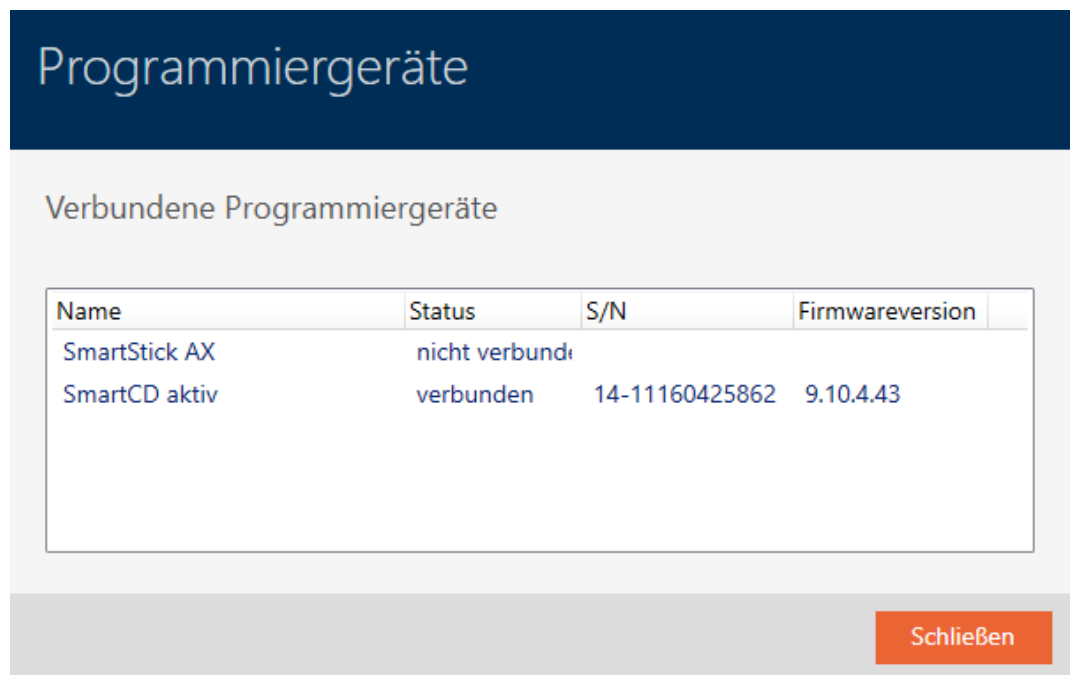 Programmiergeräte
Verbundene Programmiergeräte
Name Status S/N Firmwareversion
SmartStick AX nicht verbunde
SmartCD aktiv verbunden 14-11160425862 9.10.4.43
Schließen